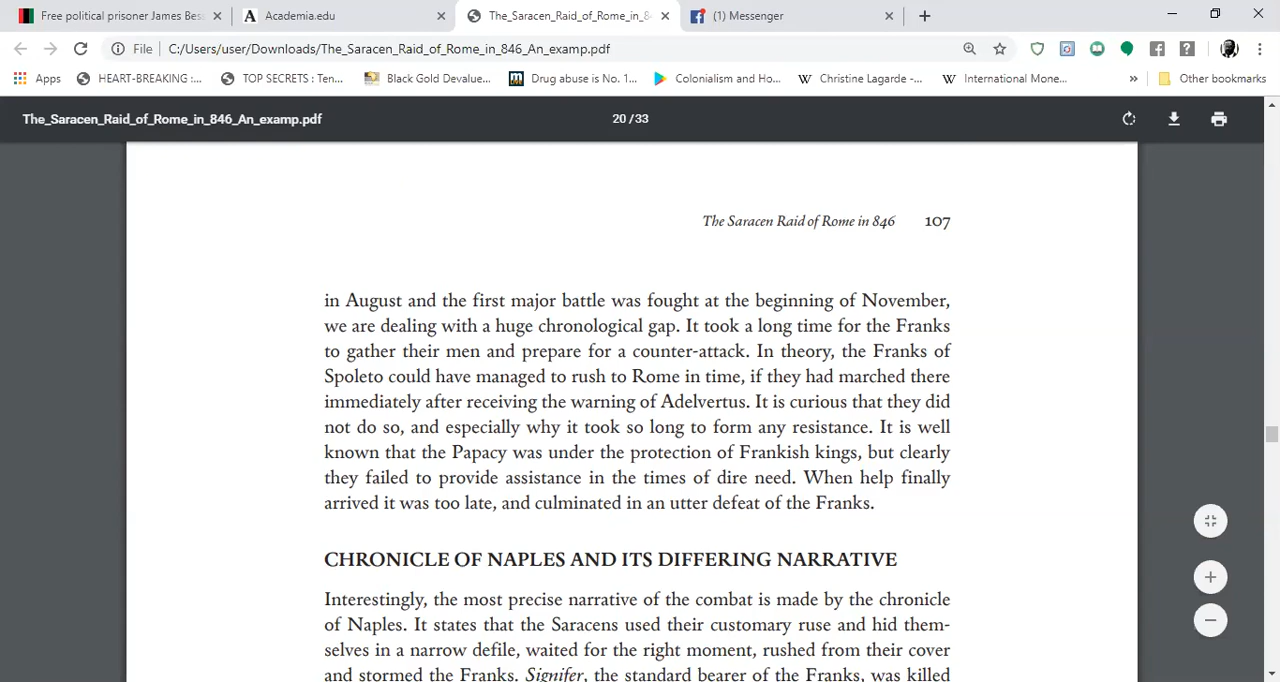 Free political prisoner James Bes
Academia.edu
The_Saracen_Raid_of_Rome_in_8
(1) Messenger
File
C:/Users/user/Downloads/The_Saracen_Raid_of_Rome_in_846_An_examp.pdf
Apps
HEART-BREAKING :...
TOP SECRETS : Ten...
Black Gold Devalue...
Drug abuse is No. 1...
Colonialism and Ho...
Christine Lagarde -...
International Mone...
»
Other bookmarks
The_Saracen_Raid_of_Rome_in_846_An_examp.pdf
20 / 33
The Saracen Raid of Rome in 846 107
in August and the first major battle was fought at the beginning of November,
we are dealing with a huge chronological gap. It took a long time for the Franks
to gather their men and prepare for a counter-attack. In theory, the Franks of
Spoleto could have managed to rush to Rome in time, if they had marched there
immediately after receiving the warning of Adelvertus. It is curious that they did
not do so, and especially why it took so long to form any resistance. It is well
known that the Papacy was under the protection of Frankish kings, but clearly
they failed to provide assistance in the times of dire need. When help finally
arrived it was too late, and culminated in an utter defeat of the Franks.
CHRONICLE OF NAPLES AND ITS DIFFERING NARRATIVE
Interestingly, the most precise narrative of the combat is made by the chronicle
of Naples. It states that the Saracens used their customary ruse and hid them-
selves in a narrow defile, waited for the right moment, rushed from their cover
and stormed the Franks. Signifer, the standard bearer of the Franks, was killed